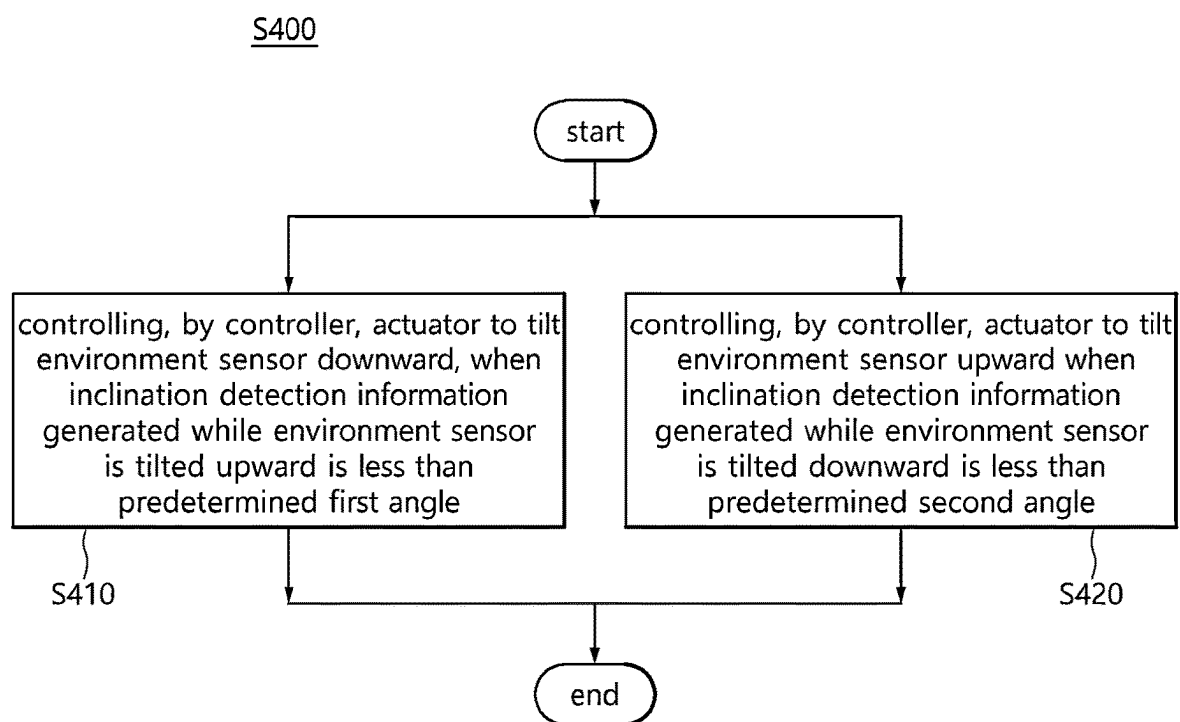 S400
start
controlling, by controller, actuator to tilt
environment sensor downward, when
inclination detection information
generated while environment sensor
is tilted upward is less than
predetermined first angle
controlling, by controller, actuator to tilt
environment sensor upward when
inclination detection information
generated while environment sensor
is tilted downward is less than
predetermined second angle
S410
S420
end